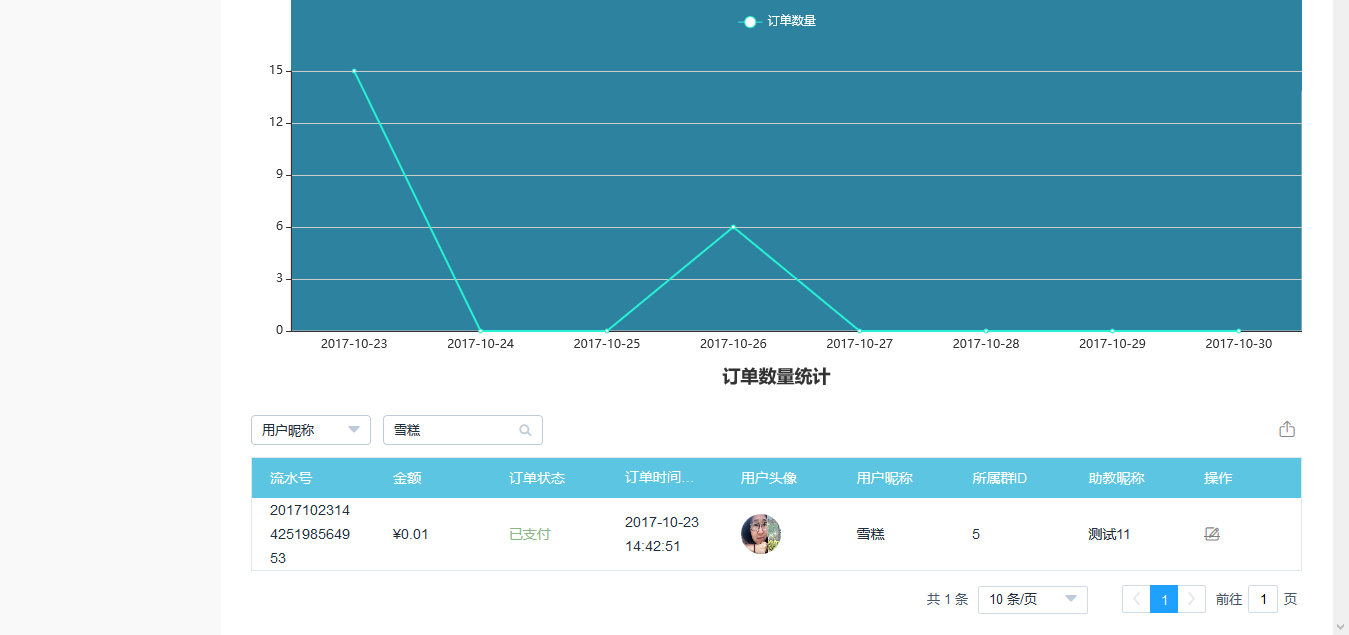 订单数量
15
12
9
6
3
0
2017-10-23 2017-10-24 2017-10-25 2017-10-26 2017-10-27 2017-10-28 2017-10-29 2017-10-30
订单数量统计
用户昵称 雪糕
流水号 金额 订单状态 订单时间... 用户头像 用户昵称 所属群ID 助教昵称 操作
2017102314
4251985649
53
¥0.01 已支付
2017-10-23
14:42:51
雪糕 5 测试11
共 1 条 10 条/页 1 前往 1 页